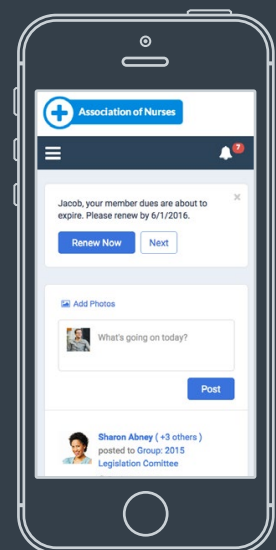 Association of Nurses
7
Jacob, your member dues are about to
expire. Please renew by 6/1/2016.
Renew Now Next
Add Photos
What's going on today?
Post
Sharon Abney ( +3 others )
posted to Group: 2015
Legislation Comittee